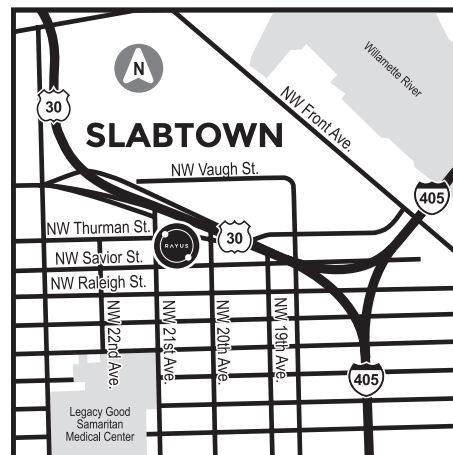 N
Willamette
River
30
NW Front Ave.
SLABTOWN
NW Vaugh St.
405
NW Thurman St.
RAYUS
30
NW Savior St.
NW Raleigh St.
NW 22nd Ave.
NW 21st Ave.
NW 20th Ave.
NW 19th Ave.
405
Legacy Good
Samaritan
Medical Center